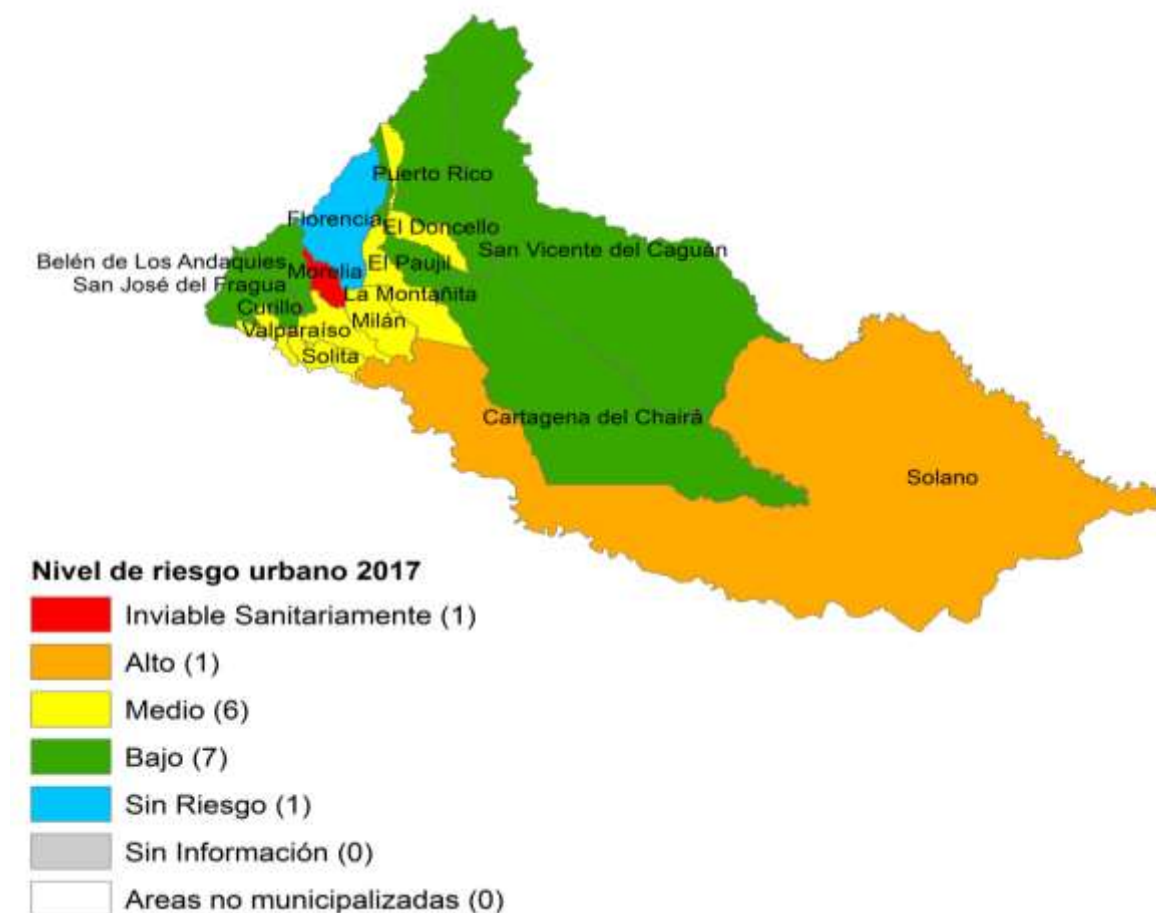 Puerto Rico
Florencia
El Doncello
San Vicente del Caguán
Belén de Los Andaquies
El Paujil
Morelia
San José del Fragua
La Montañita
Curillo
Milán
Valparaíso
Solita
Cartagena del Chairá
Solano
Nivel de riesgo urbano 2017
Inviable Sanitariamente (1)
Alto (1)
Medio (6)
Bajo (7)
Sin Riesgo (1)
Sin Información (0)
Areas no municipalizadas (0)